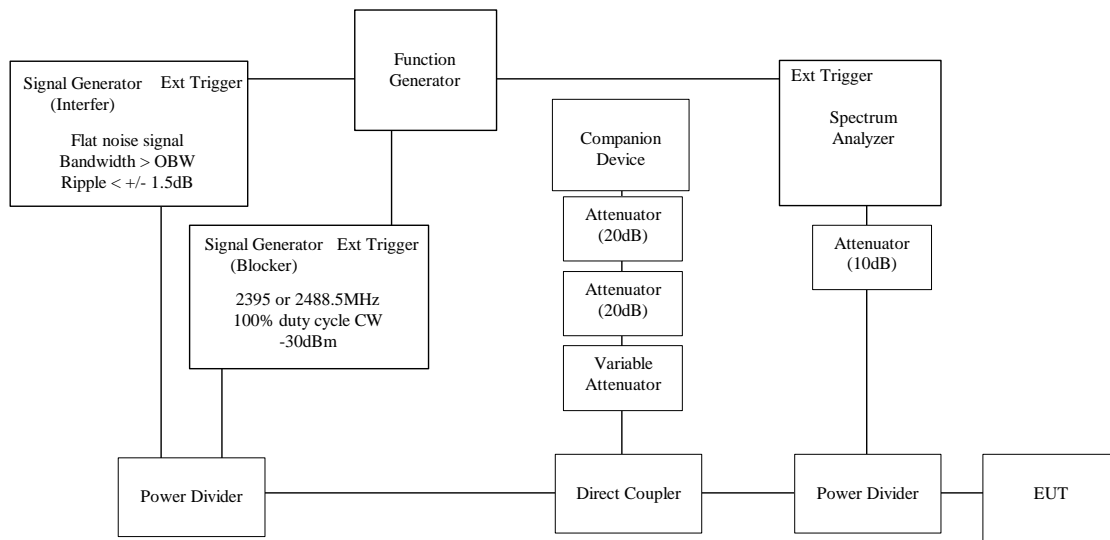 Signal Generator Ext Trigger
(Interfer)
Flat noise signal
Bandwidth > OBW
Ripple < +/- 1.5dB
Function
Generator
Ext Trigger
Spectrum
Analyzer
Companion
Device
Attenuator
(20dB)
Attenuator
(10dB)
Signal Generator Ext Trigger
(Blocker)
2395 or 2488.5MHz
100% duty cycle CW
-30dBm
Attenuator
(20dB)
Variable
Attenuator
Power Divider
Direct Coupler
Power Divider
EUT